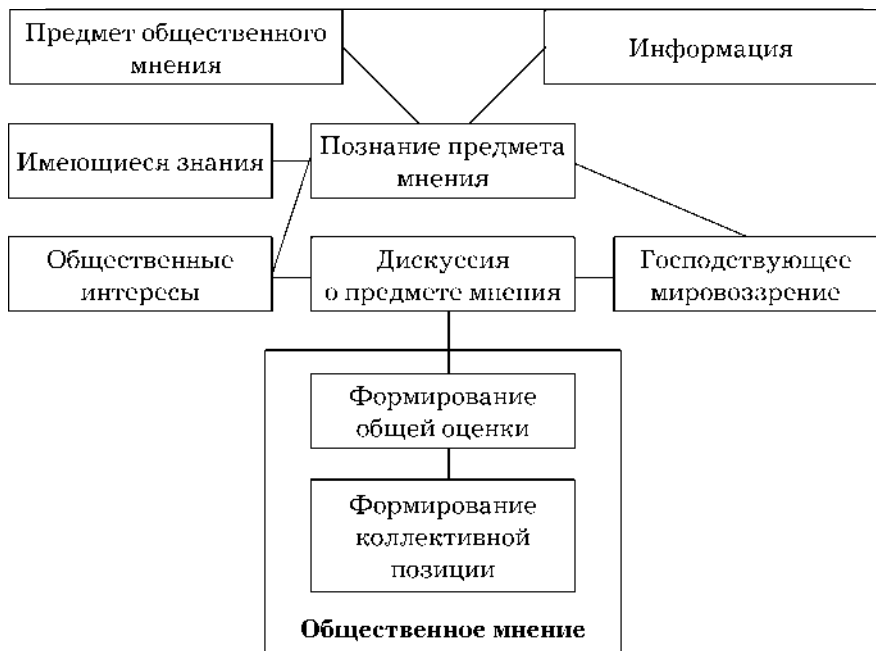 Предмет общественного
мнения
Информация
Имеющиеся знания
Познание предмета
мнения
Общественные
интересы
Дискуссия
о предмете мнения
Господствующее
мировоззрение
Формирование
общей оценки
Формирование
коллективной
позиции
Общественное мнение